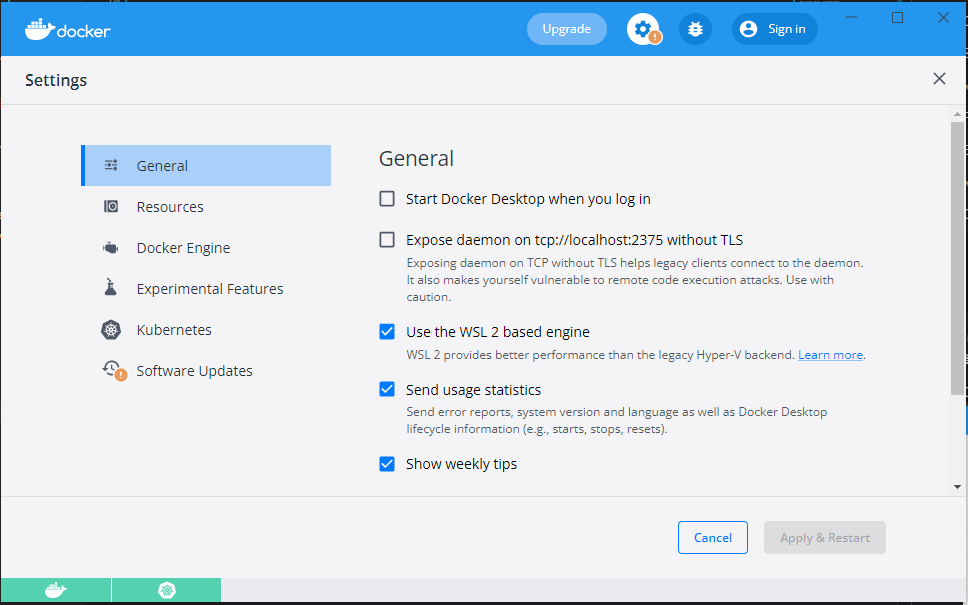 docker
Upgrade
Sign in
Settings
General
Resources
Docker Engine
Experimental Features
Kubernetes
Software Updates
General
Start Docker Desktop when you log in
Expose daemon on tcp://localhost:2375 without TLS
Exposing daemon on TCP without TLS helps legacy clients connect to the daemon.
It also makes yourself vulnerable to remote code execution attacks. Use with
caution.
Use the WSL 2 based engine
WSL 2 provides better performance than the legacy Hyper-V backend. Learn more.
Send usage statistics
Send error reports, system version and language as well as Docker Desktop
lifecycle information (e.g., starts, stops, resets).
Show weekly tips
Cancel
Apply & Restart